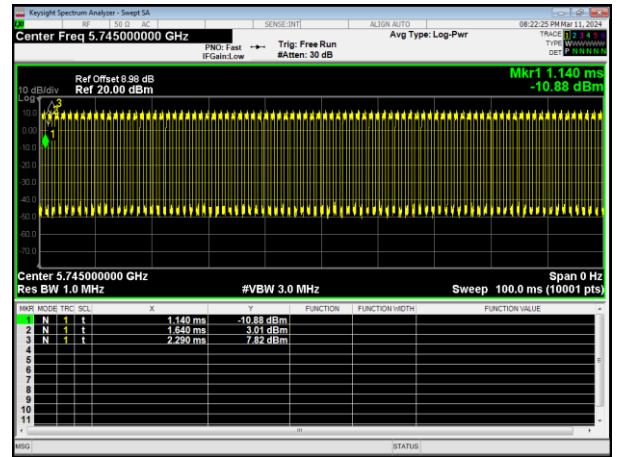 Keysight Spectrum Analyzer - Swept SA
RF 50 Ω AC SENSE:INT ALIGN AUTO 08:22:25 PM Mar 11, 2024
Center Freq 5.745000000 GHz Avg Type: Log-Pwr TRACE 1 2 3 4 5 6
PNO: Fast Trig: Free Run TYPE WWWWWW
IFGain:Low #Atten: 30 dB DET P N N N N N
Mkr1 1.140 ms
Ref Offset 8.98 dB
10 dB/div Ref 20.00 dBm -10.88 dBm
Log
3
10.0
0.00
1
-10.0
-20.0
-30.0
-40.0
-50.0
-60.0
-70.0
Center 5.745000000 GHz Span 0 Hz
Res BW 1.0 MHz #VBW 3.0 MHz Sweep 100.0 ms (10001 pts)
MKR MODE TRC SCL X Y FUNCTION FUNCTION WIDTH FUNCTION VALUE
1 N 1 t 1.140 ms -10.88 dBm
2 N 1 t 1.640 ms 3.01 dBm
3 N 1 t 2.290 ms 7.82 dBm
4
5
6
7
8
9
10
11
MSG STATUS